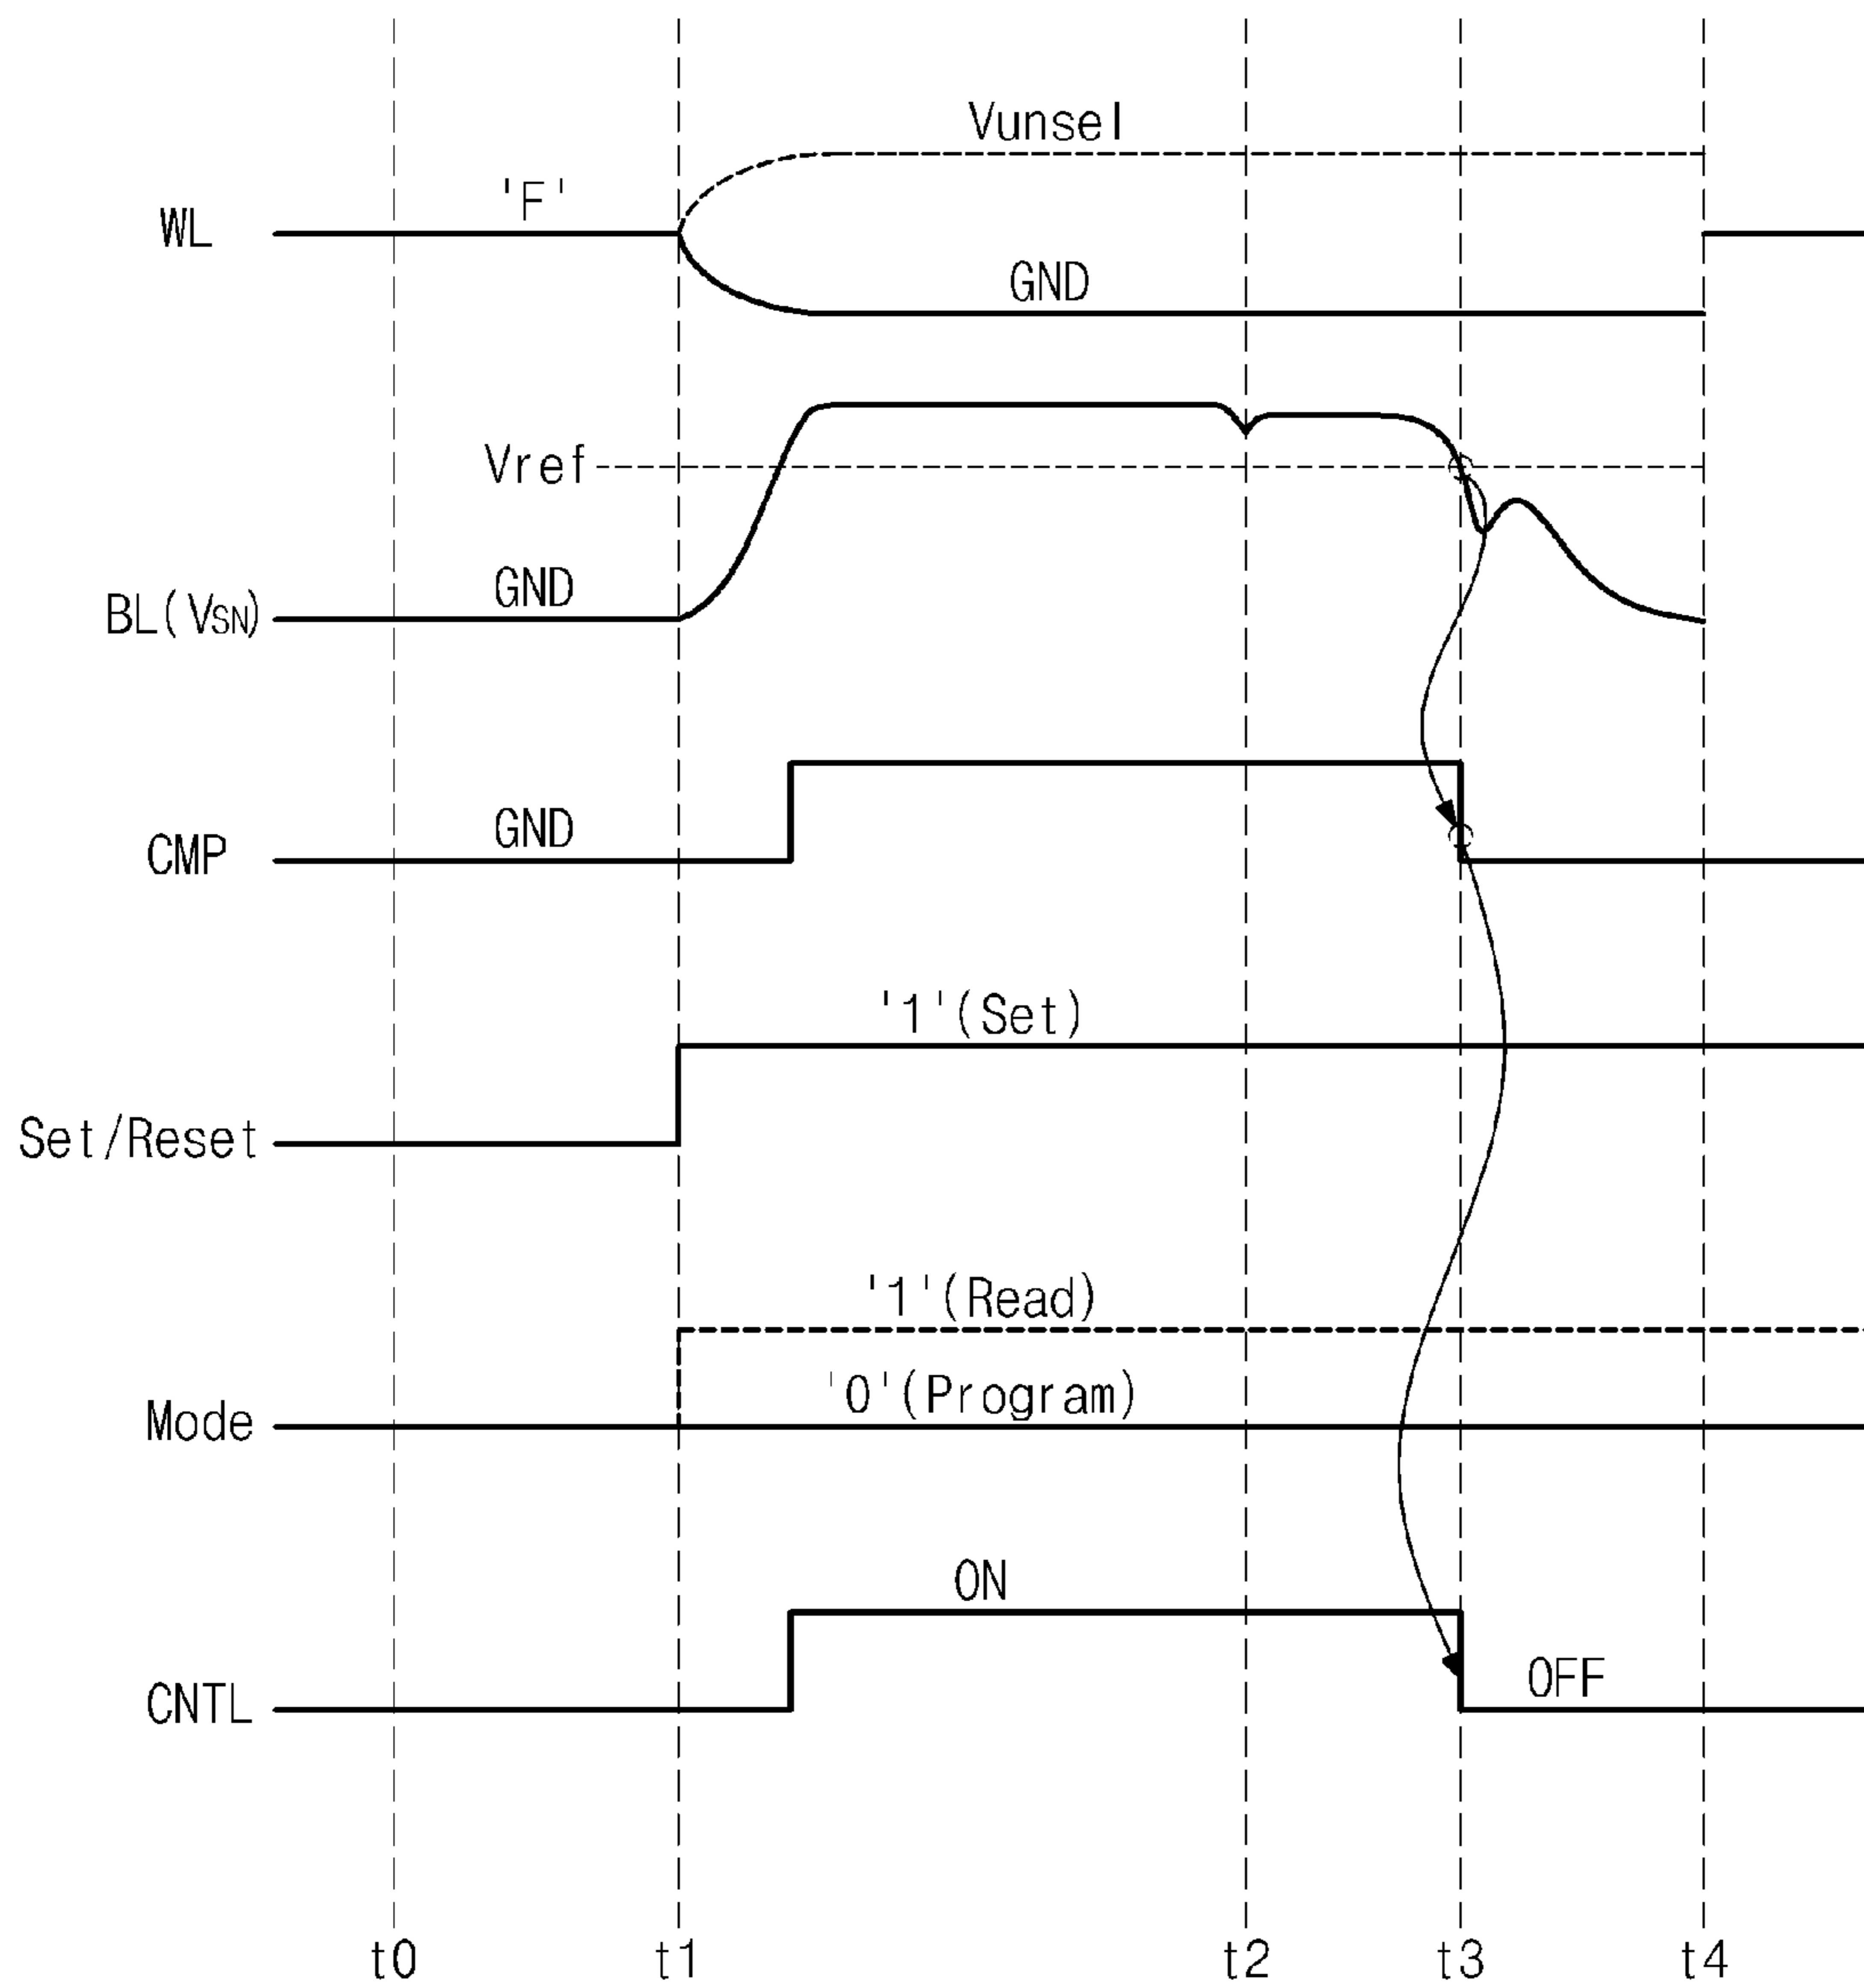 Vunsel
'F'
WL
GND
Vref
GND
BL(VSN)
GND
CMP
'1'(Set)
Set/Reset
'1'(Read)
'0'(Program)
Mode
ON
OFF
CNTL
t0 t1 t2 t3 t4